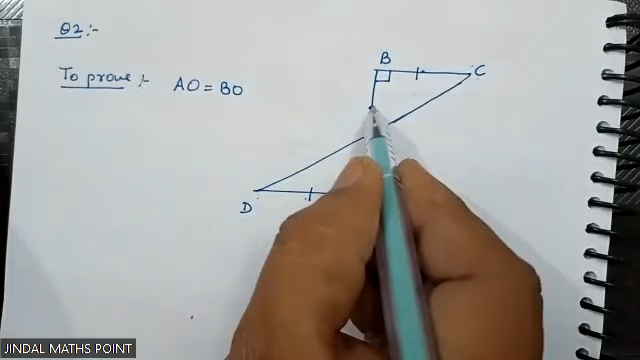 Q2:-
To prove:- AO = BO
B
C
D
JINDAL MATHS POINT